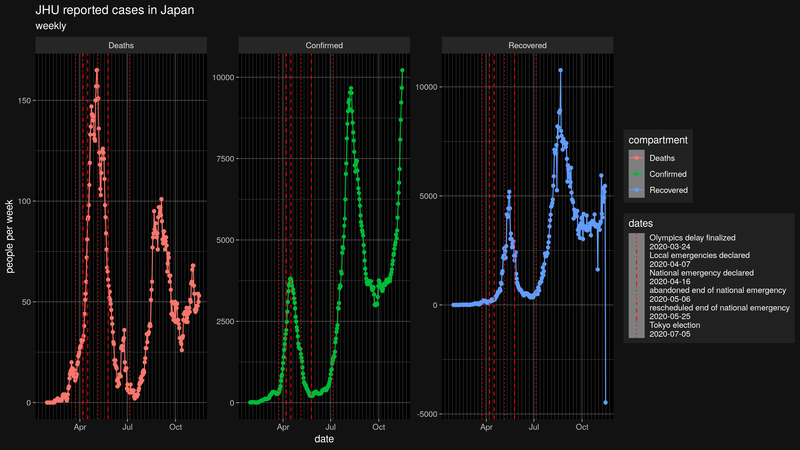 JHU reported cases in Japan
weekly
Deaths
Confirmed
Recovered
people per week
150
100
50
0
10000
7500
5000
2500
0
10000
5000
0
-5000
Apr
Jul
Oct
Apr
Jul
Oct
Apr
Jul
Oct
date
compartment
Deaths
Confirmed
Recovered
dates
Olympics delay finalized
2020-03-24
Local emergencies declared
2020-04-07
National emergency declared
2020-04-16
abandoned end of national emergency
2020-05-06
rescheduled end of national emergency
2020-05-25
Tokyo election
2020-07-05